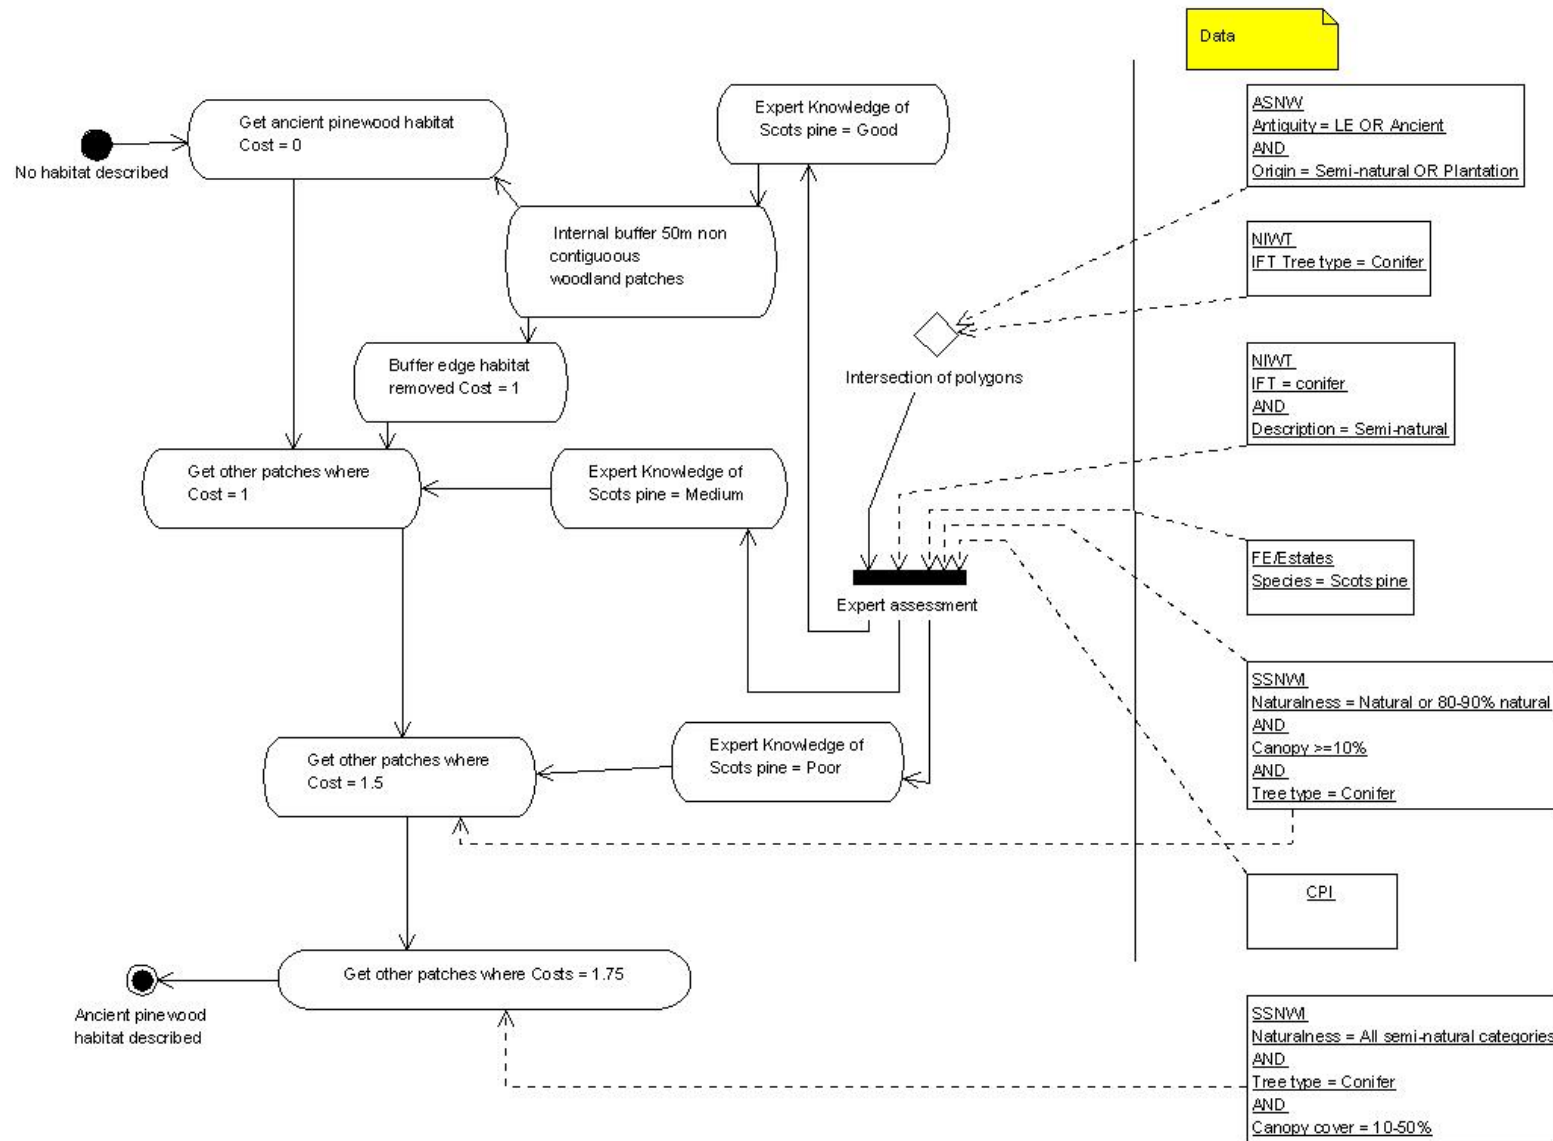 Data
Get ancient pinewood habitat
Cost = 0
No habitat described
Expert Knowledge of
Scots pine = Good
Internal buffer 50m non
contiguoous
woodland patches
Buffer edge habitat
removed Cost = 1
Intersection of polygons
Get other patches where
Cost = 1
Expert Knowledge of
Scots pine = Medium
Expert assessment
Get other patches where
Cost = 1.5
Expert Knowledge of
Scots pine = Poor
Get other patches where Costs = 1.75
Ancient pinewood
habitat described
ASNW
Antiquity = LE OR Ancient
AND
Origin = Semi-natural OR Plantation
NIWT
IFT Tree type = Conifer
NIWT
IFT = conifer
AND
Description = Semi-natural
FE/Estates
Species = Scots pine
SSNWI
Naturalness = Natural or 80-90% natural
AND
Canopy >=10%
AND
Tree type = Conifer
CPI
SSNWI
Naturalness = All semi-natural categories
AND
Tree type = Conifer
AND
Canopy cover = 10-50%